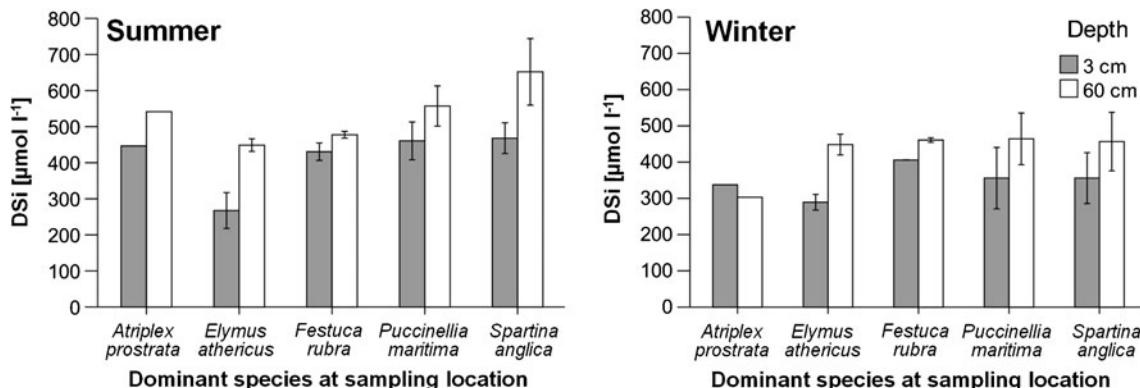 Summer
DSi [µmol l-1]
800
700
600
500
400
300
200
100
0
Atriplex prostrata
Elymus athericus
Festuca rubra
Puccinellia maritima
Spartina anglica
Dominant species at sampling location
Winter
Depth
3 cm
60 cm
DSi [µmol l-1]
800
700
600
500
400
300
200
100
0
Atriplex prostrata
Elymus athericus
Festuca rubra
Puccinellia maritima
Spartina anglica
Dominant species at sampling location